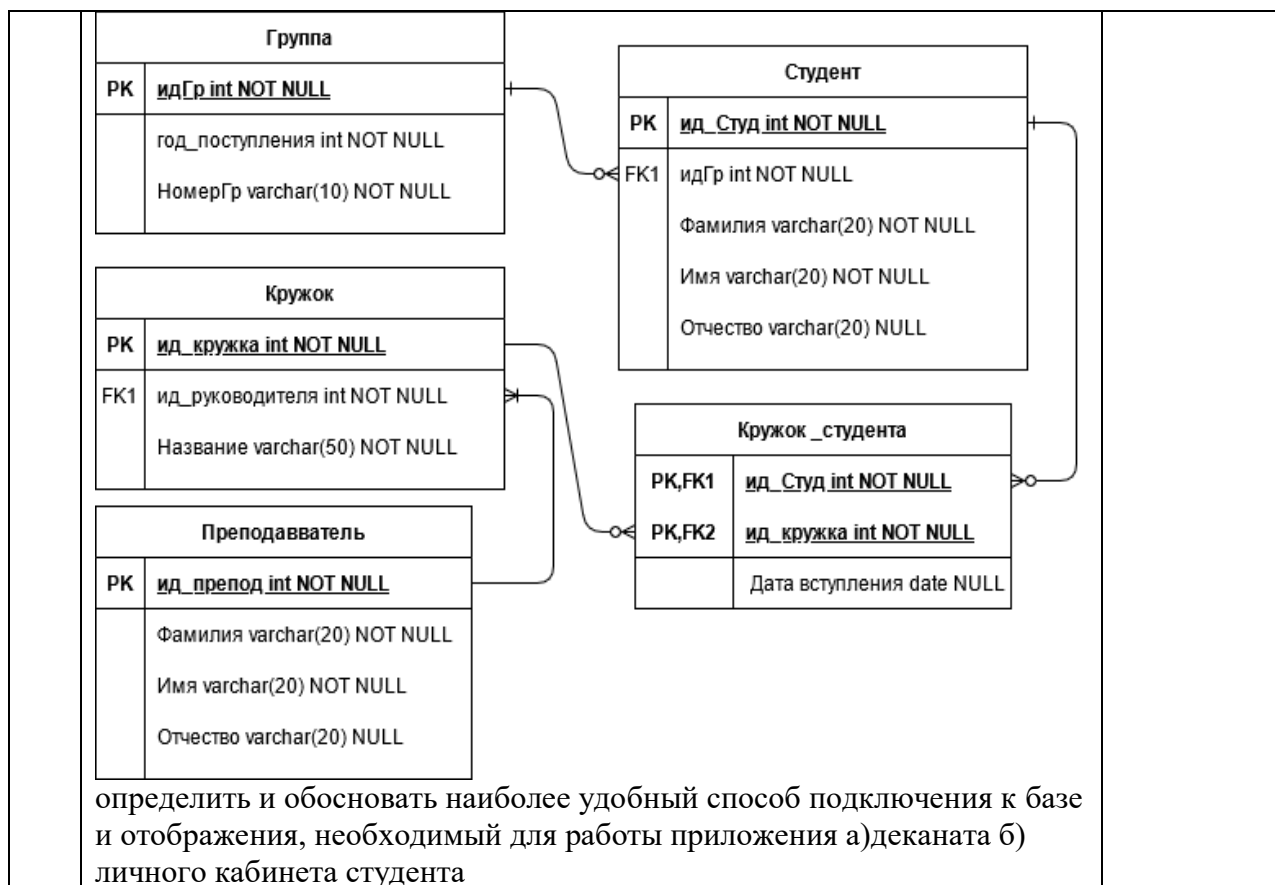 Группа
PK идГр int NOT NULL
год_поступления int NOT NULL
НомерГр varchar(10) NOT NULL
Студент
PK ид_Студ int NOT NULL
FK1 идГр int NOT NULL
Фамилия varchar(20) NOT NULL
Имя varchar(20) NOT NULL
Отчество varchar(20) NULL
Кружок
PK ид_кружка int NOT NULL
FK1 ид_руководителя int NOT NULL
Название varchar(50) NOT NULL
Кружок _студента
PK,FK1 ид_Студ int NOT NULL
PK,FK2 ид_кружка int NOT NULL
Дата вступления date NULL
Преподавватель
PK ид_препод int NOT NULL
Фамилия varchar(20) NOT NULL
Имя varchar(20) NOT NULL
Отчество varchar(20) NULL
определить и обосновать наиболее удобный способ подключения к базе
и отображения, необходимый для работы приложения а)деканата б)
личного кабинета студента